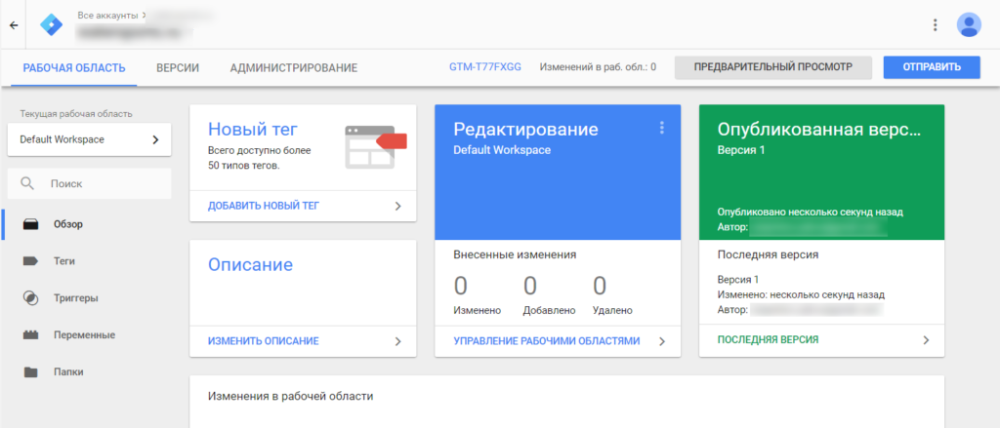 Все аккаунты
РАБОЧАЯ ОБЛАСТЬ
ВЕРСИИ
АДМИНИСТРИРОВАНИЕ
GTM-T77FXGG
Изменений в раб. обл.: 0
ПРЕДВАРИТЕЛЬНЫЙ ПРОСМОТР
ОТПРАВИТЬ
Текущая рабочая область
Default Workspace
Поиск
Обзор
Теги
Триггеры
Переменные
Папки
Новый тег
Всего доступно более
50 типов тегов.
ДОБАВИТЬ НОВЫЙ ТЕГ
Описание
ИЗМЕНИТЬ ОПИСАНИЕ
Редактирование
Default Workspace
Внесенные изменения
0
0
0
Изменено
Добавлено
Удалено
УПРАВЛЕНИЕ РАБОЧИМИ ОБЛАСТЯМИ
Опубликованная верс...
Версия 1
Опубликовано несколько секунд назад
Автор:
Последняя версия
Версия 1
Изменено: несколько секунд назад
Автор:
ПОСЛЕДНЯЯ ВЕРСИЯ
Изменения в рабочей области